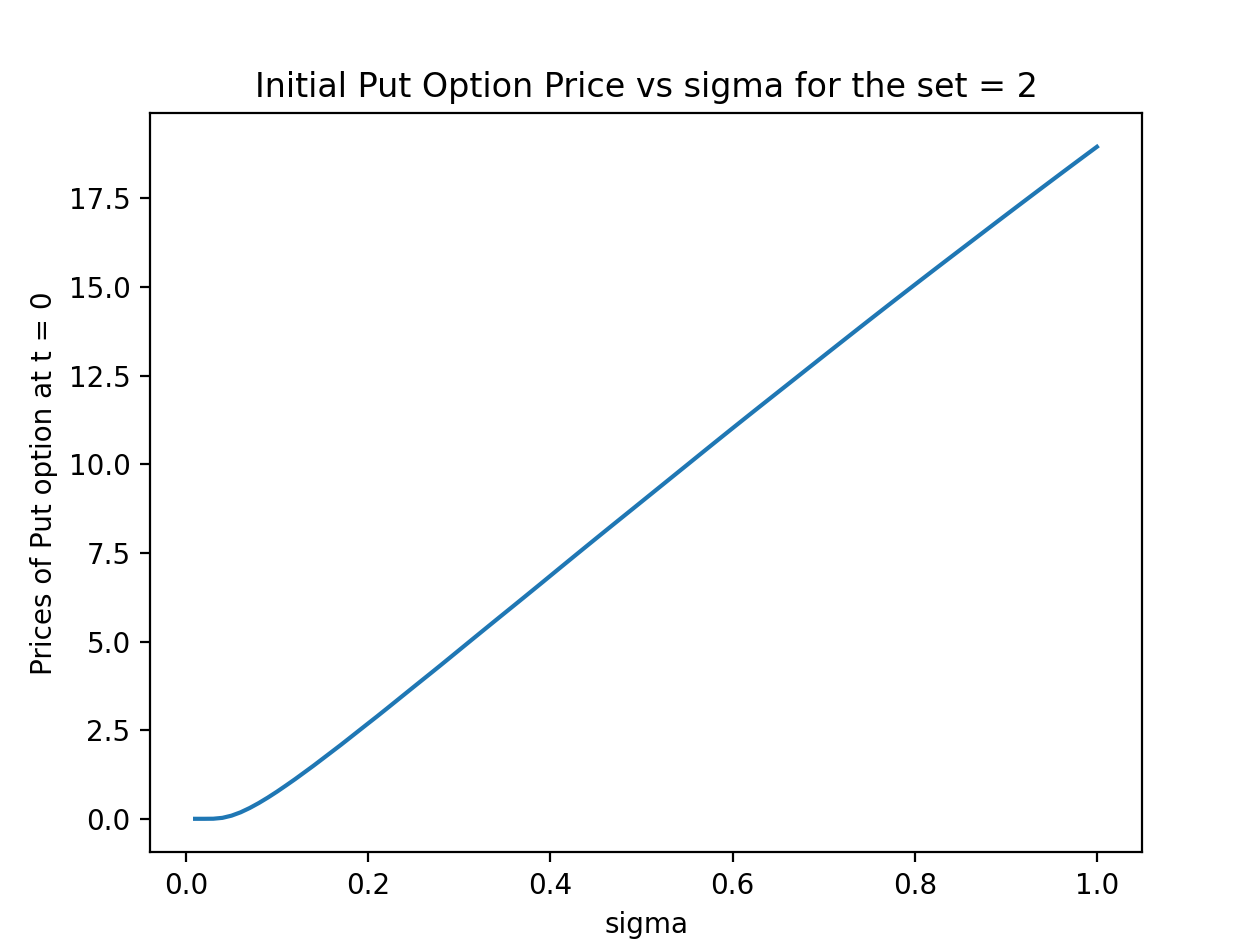 Initial Put Option Price vs sigma for the set = 2
Prices of Put option at t = 0
17.5
15.0
12.5
10.0
7.5
5.0
2.5
0.0
0.0 0.2 0.4 0.6 0.8 1.0
sigma